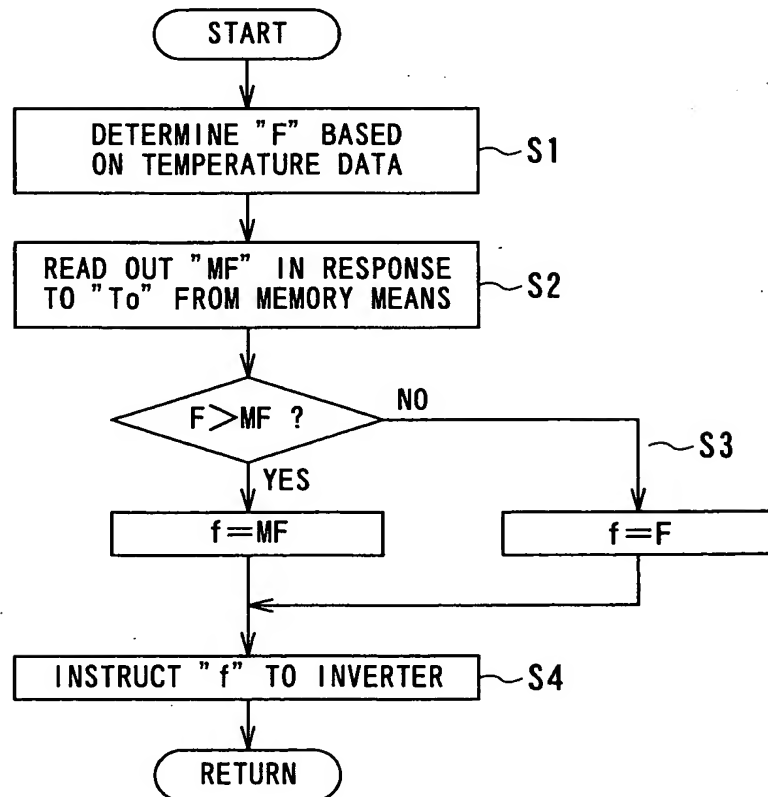 START
DETERMINE "F" BASED
ON TEMPERATURE DATA
S1
READ OUT "MF" IN RESPONSE
TO "To" FROM MEMORY MEANS
S2
F>MF ?
NO
S3
YES
f=MF
f=F
INSTRUCT "f" TO INVERTER
S4
RETURN